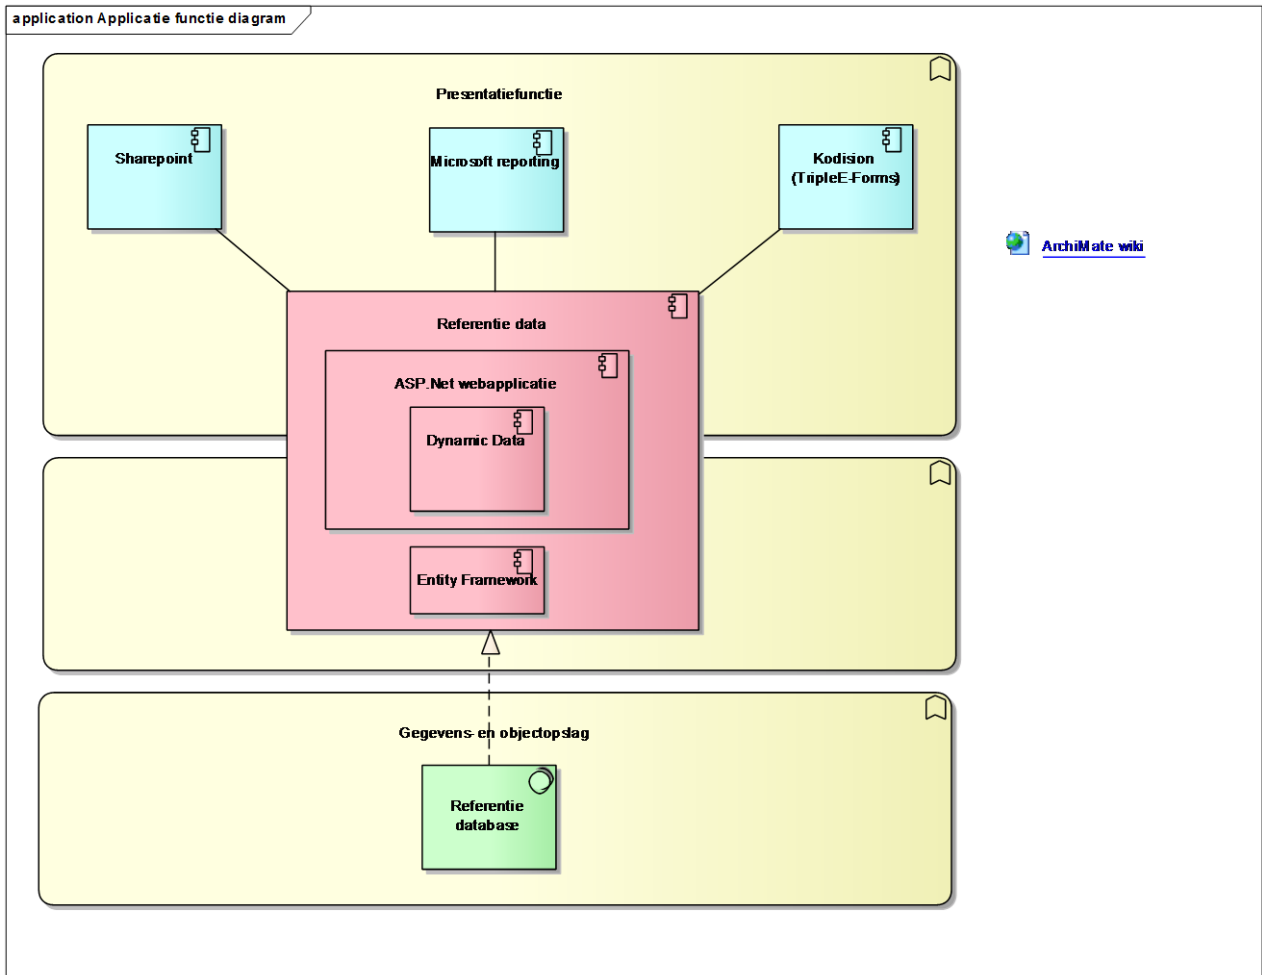 application Applicatie functie diagram
Presentatiefunctie
Sharepoint
Microsoft reporting
Kodision
(TripleE-Forms)
ArchiMate wiki
Referentie data
ASP.Net webapplicatie
Dynamic Data
Entity Framework
Gegevens- en objectopslag
Referentie
database